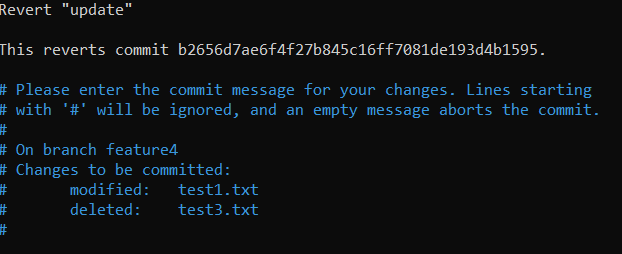 Revert "update"
This reverts commit b2656d7ae6f4f27b845c16ff7081de193d4b1595.
# Please enter the commit message for your changes. Lines starting
# with '#' will be ignored, and an empty message aborts the commit.
#
# On branch feature4
# Changes to be committed:
#       modified:   test1.txt
#       deleted:    test3.txt
#